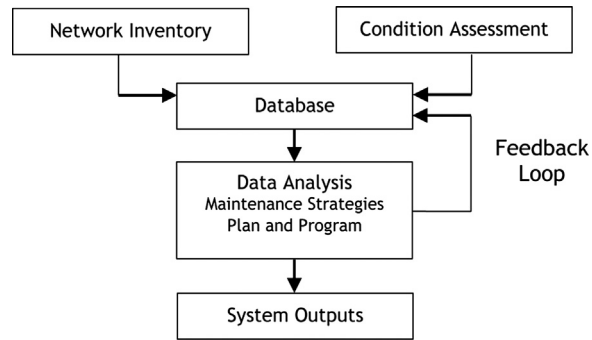 Network Inventory
Condition Assessment
Database
Feedback
Loop
Data Analysis
Maintenance Strategies
Plan and Program
System Outputs